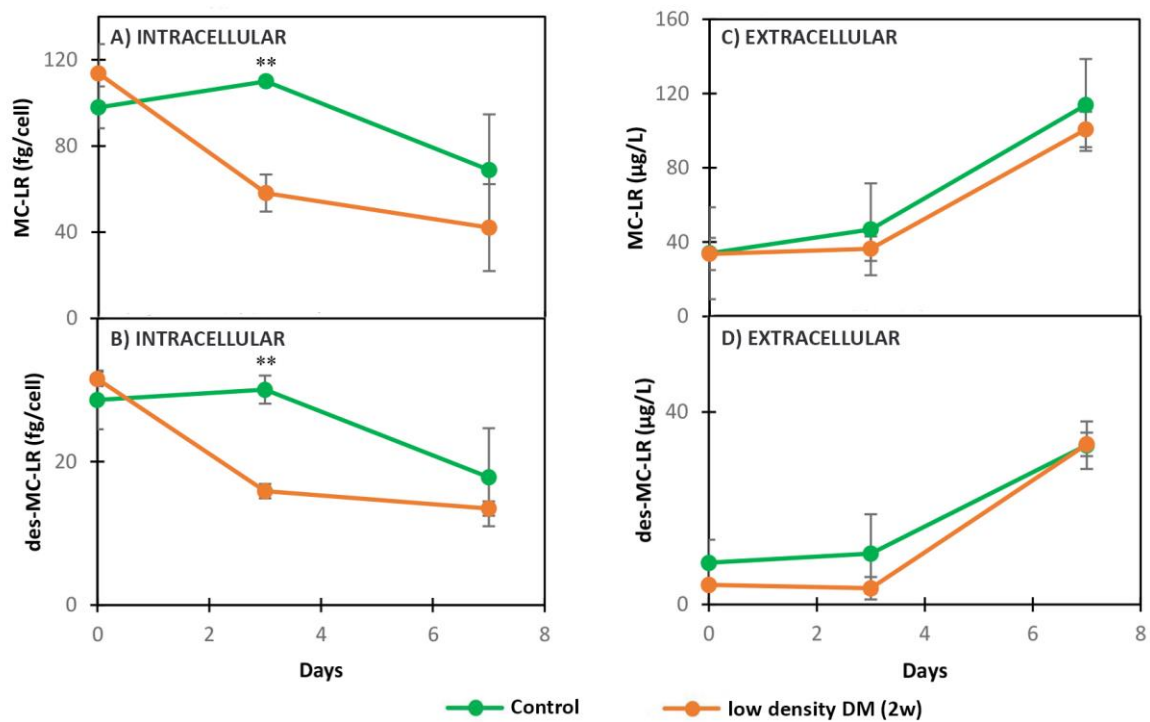 A) INTRACELLULAR
**
MC-LR (fg/cell)
120
80
40
0
B) INTRACELLULAR
**
des-MC-LR (fg/cell)
20
0
0 2 4 6 8
Days
C) EXTRACELLULAR
MC-LR (µg/L)
160
120
80
40
0
D) EXTRACELLULAR
des-MC-LR (µg/L)
40
0
0 2 4 6 8
Days
Control
low density DM (2w)